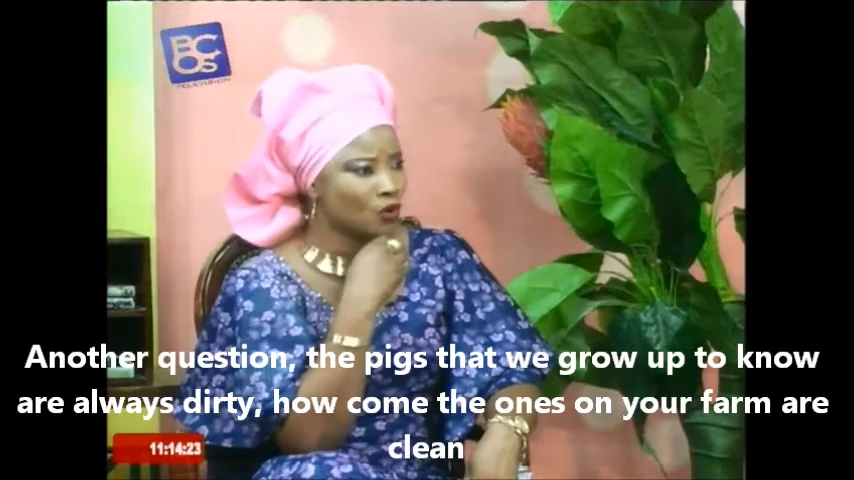 BCOS
TELEVISION
Another question, the pigs that we grow up to know
are always dirty, how come the ones on your farm are
clean
11:14:23